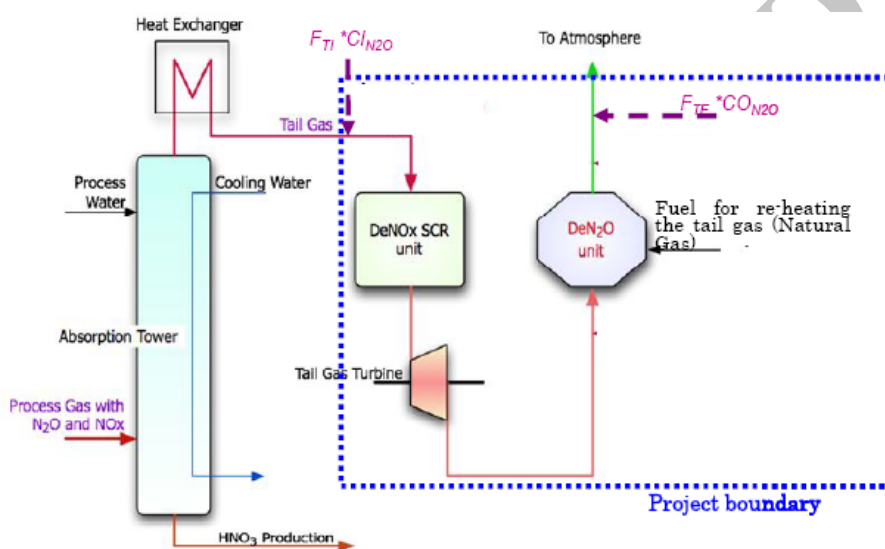 Heat Exchanger
F_TI *CI_N2O
To Atmosphere
Tail Gas
F_TE *CO_N2O
Process
Water
Cooling Water
DeNOx SCR
unit
DeN₂O
unit
Fuel for re-heating
the tail gas (Natural
Gas)
Absorption Tower
Tail Gas Turbine
Process Gas with
N₂O and NOx
Project boundary
HNO₃ Production